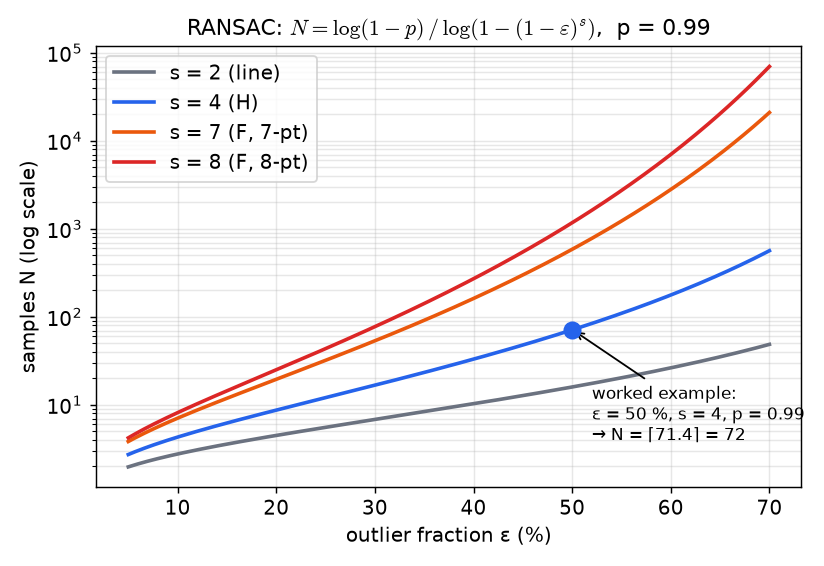 RANSAC: N = log(1 − p) / log(1 − (1 − ε)^s), p = 0.99
s = 2 (line)
s = 4 (H)
s = 7 (F, 7-pt)
s = 8 (F, 8-pt)
samples N (log scale)
10^5
10^4
10^3
10^2
10^1
worked example:
ε = 50 %, s = 4, p = 0.99
→ N = ⌈71.4⌉ = 72
10 20 30 40 50 60 70
outlier fraction ε (%)